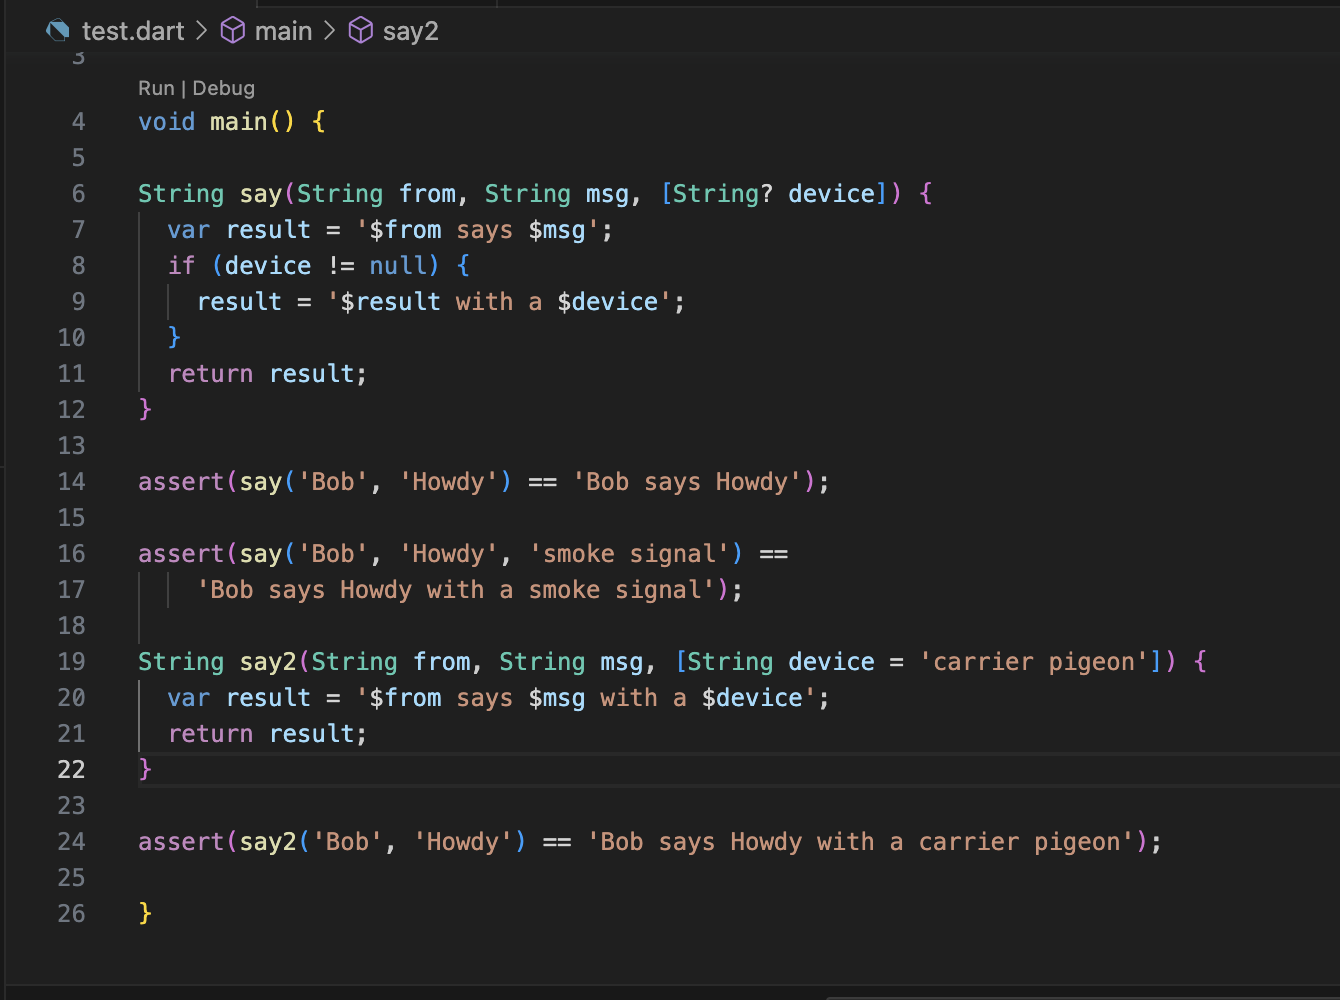 test.dart > main > say2
3
Run | Debug
4 void main() {
5
6 String say(String from, String msg, [String? device]) {
7 var result = '$from says $msg';
8 if (device != null) {
9 result = '$result with a $device';
10 }
11 return result;
12 }
13
14 assert(say('Bob', 'Howdy') == 'Bob says Howdy');
15
16 assert(say('Bob', 'Howdy', 'smoke signal') ==
17 'Bob says Howdy with a smoke signal');
18
19 String say2(String from, String msg, [String device = 'carrier pigeon']) {
20 var result = '$from says $msg with a $device';
21 return result;
22 }
23
24 assert(say2('Bob', 'Howdy') == 'Bob says Howdy with a carrier pigeon');
25
26 }